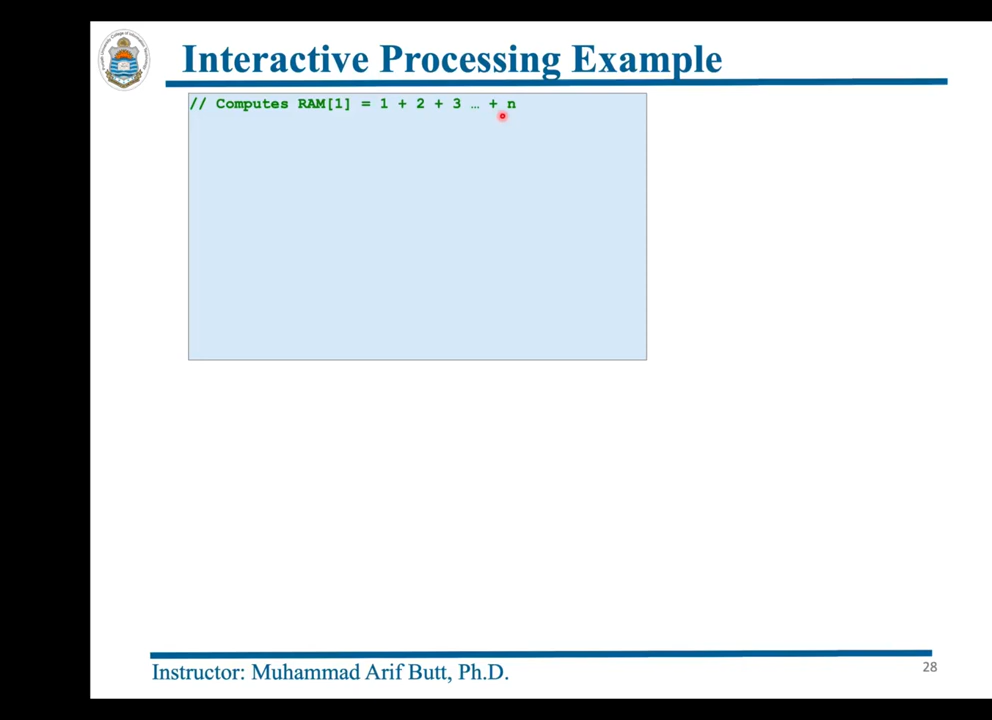 Interactive Processing Example
// Computes RAM[1] = 1 + 2 + 3 … + n
Instructor: Muhammad Arif Butt, Ph.D.
28